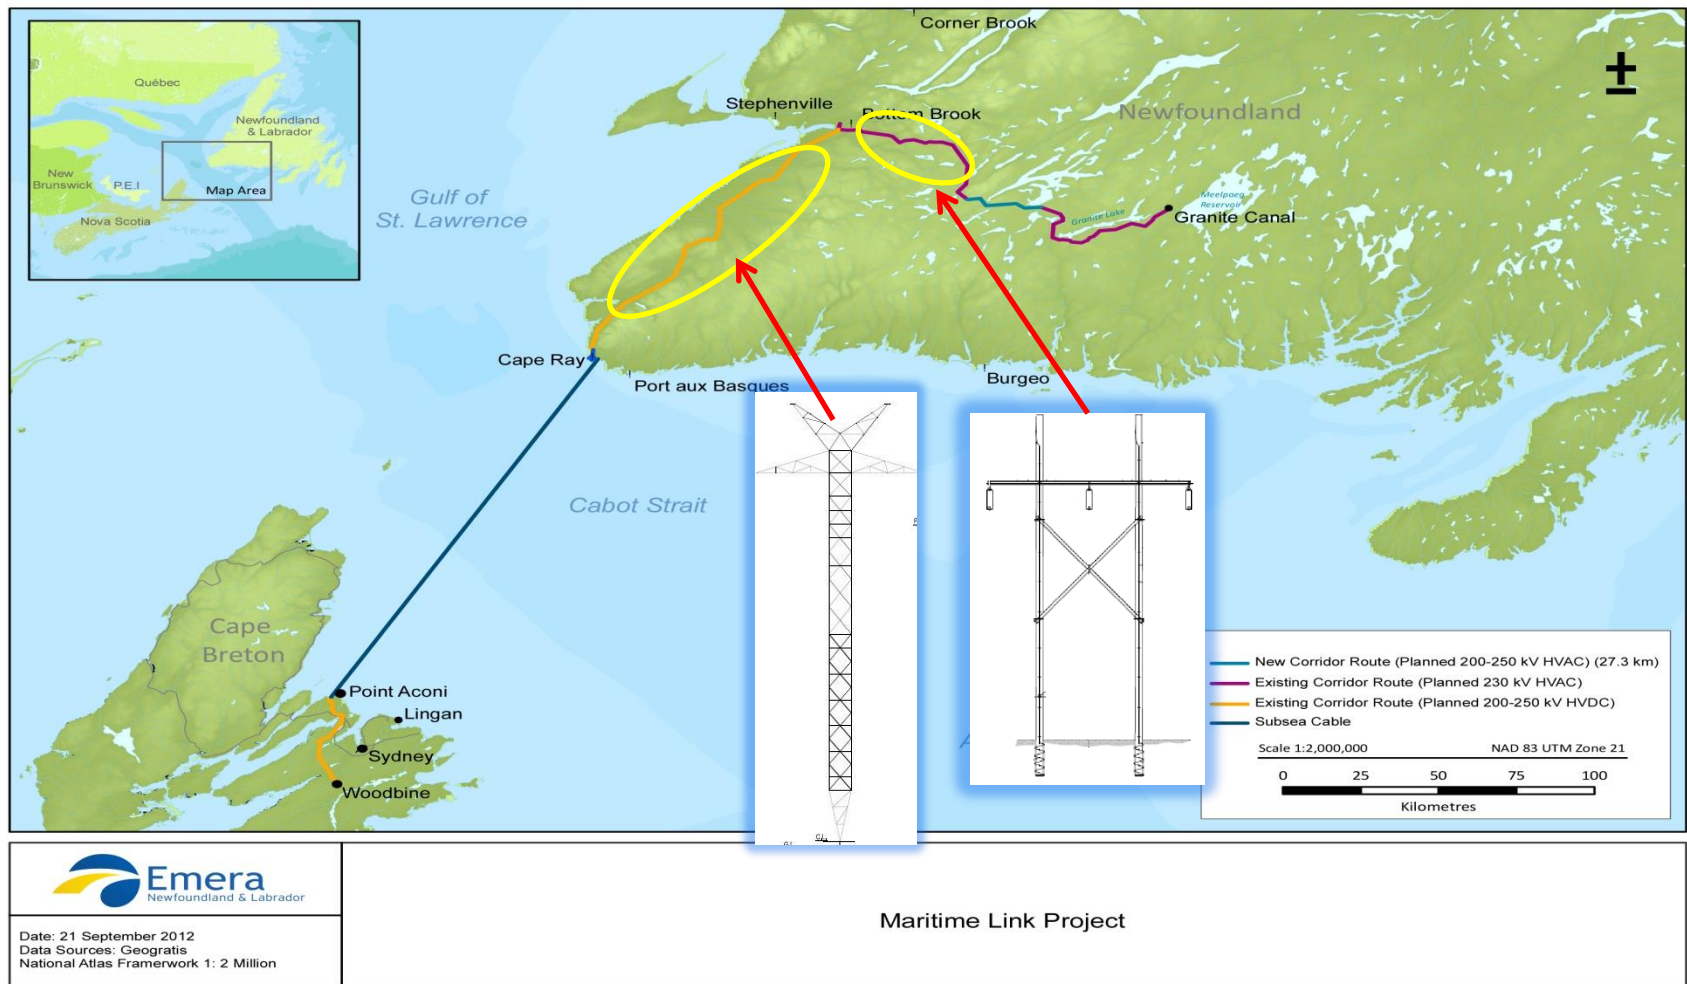 Corner Brook
Québec
Newfoundland
& Labrador
New
Brunswick
P.E.I
Map Area
Nova Scotia
Stephenville
Bottom Brook
Newfoundland
Gulf of
St. Lawrence
Meelpaeg
Reservoir
Granite Lake
Granite Canal
Cape Ray
Port aux Basques
Burgeo
Cabot Strait
Cape
Breton
Point Aconi
Lingan
Sydney
Woodbine
New Corridor Route (Planned 200-250 kV HVAC) (27.3 km)
Existing Corridor Route (Planned 230 kV HVAC)
Existing Corridor Route (Planned 200-250 kV HVDC)
Subsea Cable
Scale 1:2,000,000 NAD 83 UTM Zone 21
0 25 50 75 100
Kilometres
Emera
Newfoundland & Labrador
Date: 21 September 2012
Data Sources: Geogratis
National Atlas Framerwork 1: 2 Million
Maritime Link Project